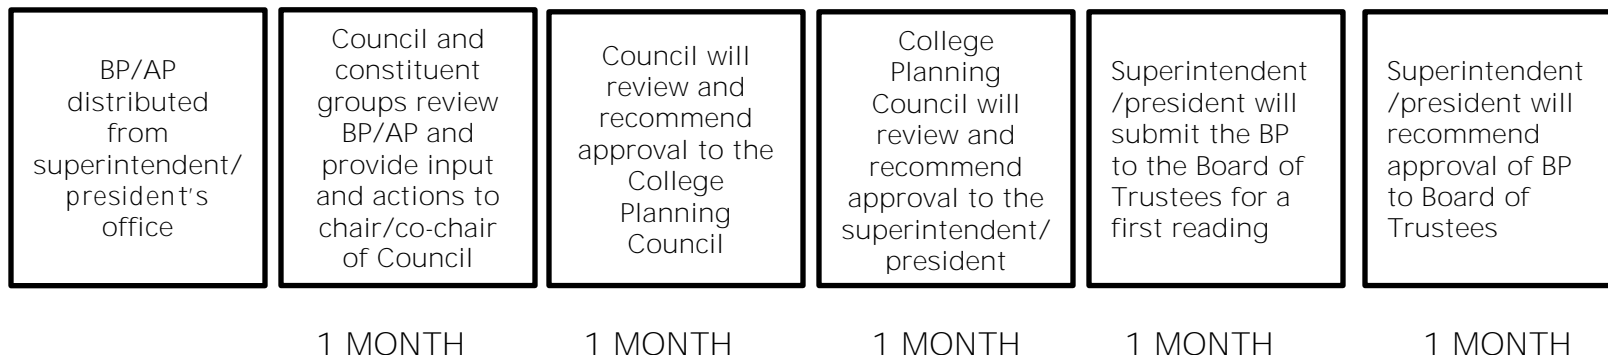 BP/AP
distributed
from
superintendent/
president's
office
Council and
constituent
groups review
BP/AP and
provide input
and actions to
chair/co-chair
of Council
Council will
review and
recommend
approval to the
College
Planning
Council
College
Planning
Council will
review and
recommend
approval to the
superintendent/
president
Superintendent
/president will
submit the BP
to the Board of
Trustees for a
first reading
Superintendent
/president will
recommend
approval of BP
to Board of
Trustees
1 MONTH
1 MONTH
1 MONTH
1 MONTH
1 MONTH